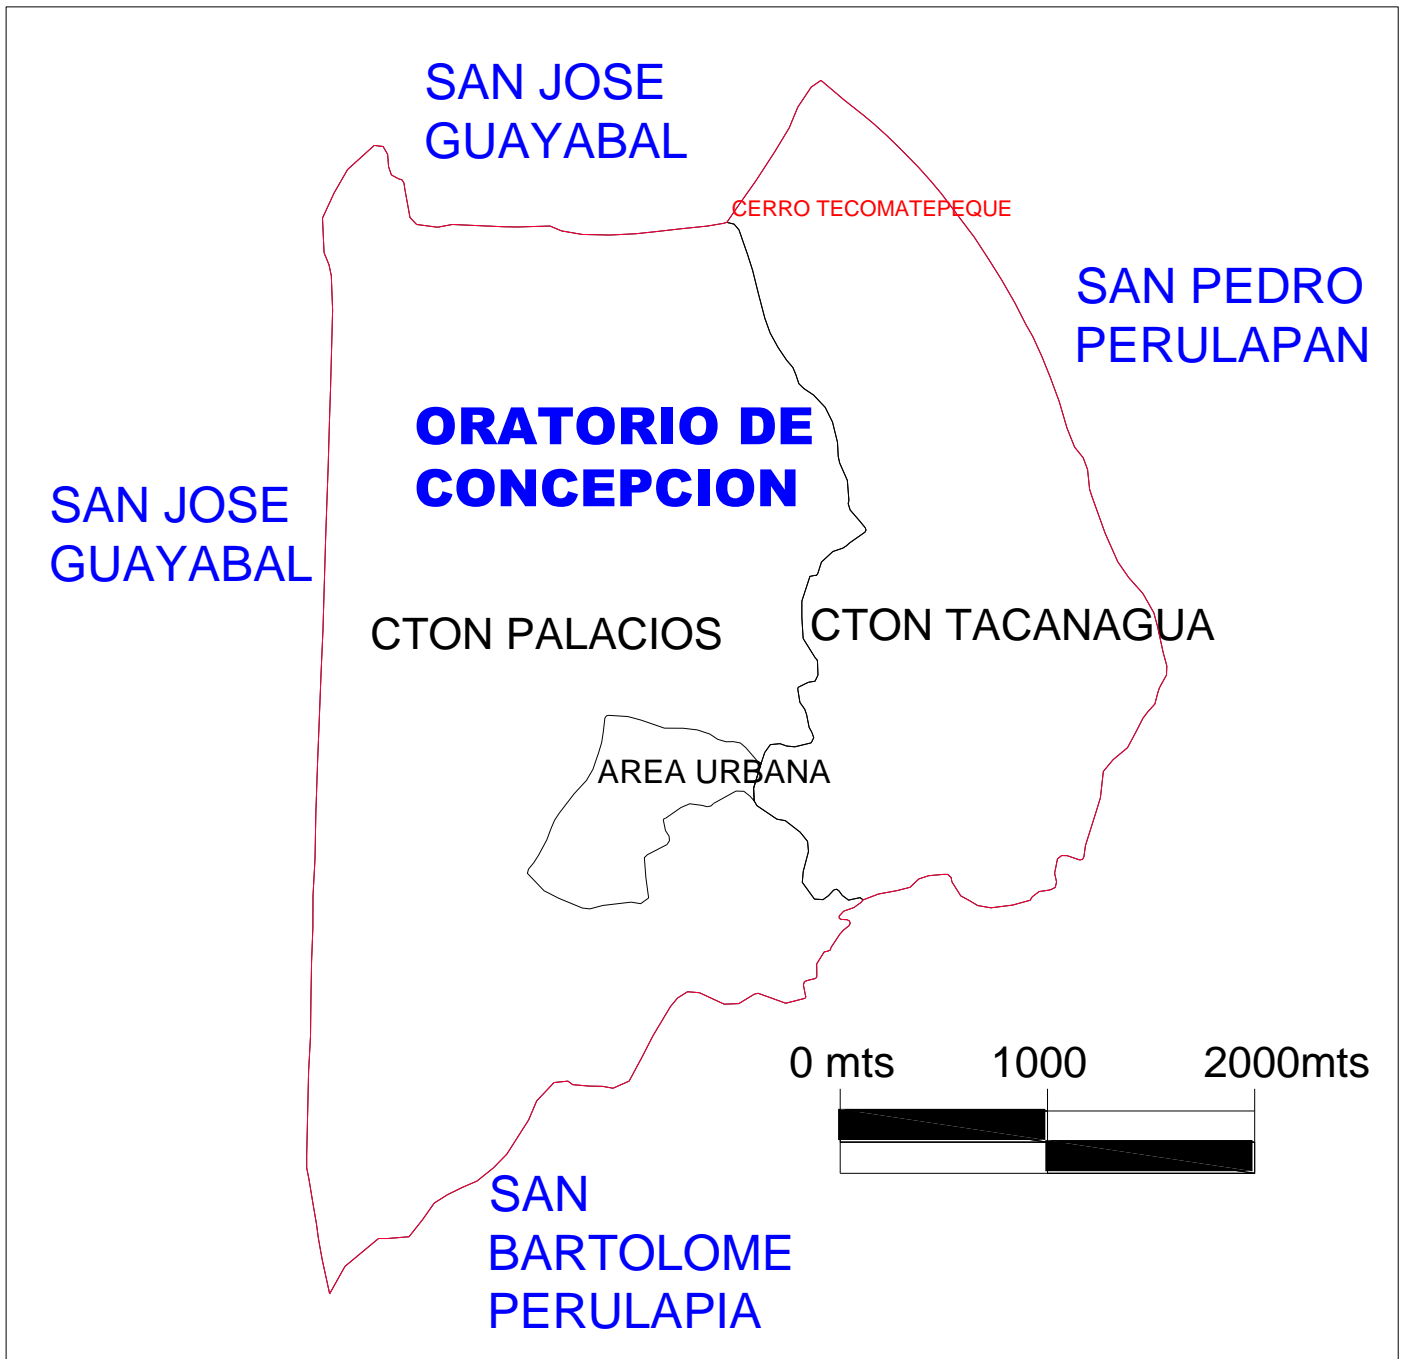 SAN JOSE
GUAYABAL
CERRO TECOMATEPEQUE
SAN PEDRO
PERULAPAN
ORATORIO DE
CONCEPCION
SAN JOSE
GUAYABAL
CTON PALACIOS
CTON TACANAGUA
AREA URBANA
0 mts 1000 2000mts
SAN
BARTOLOME
PERULAPIA